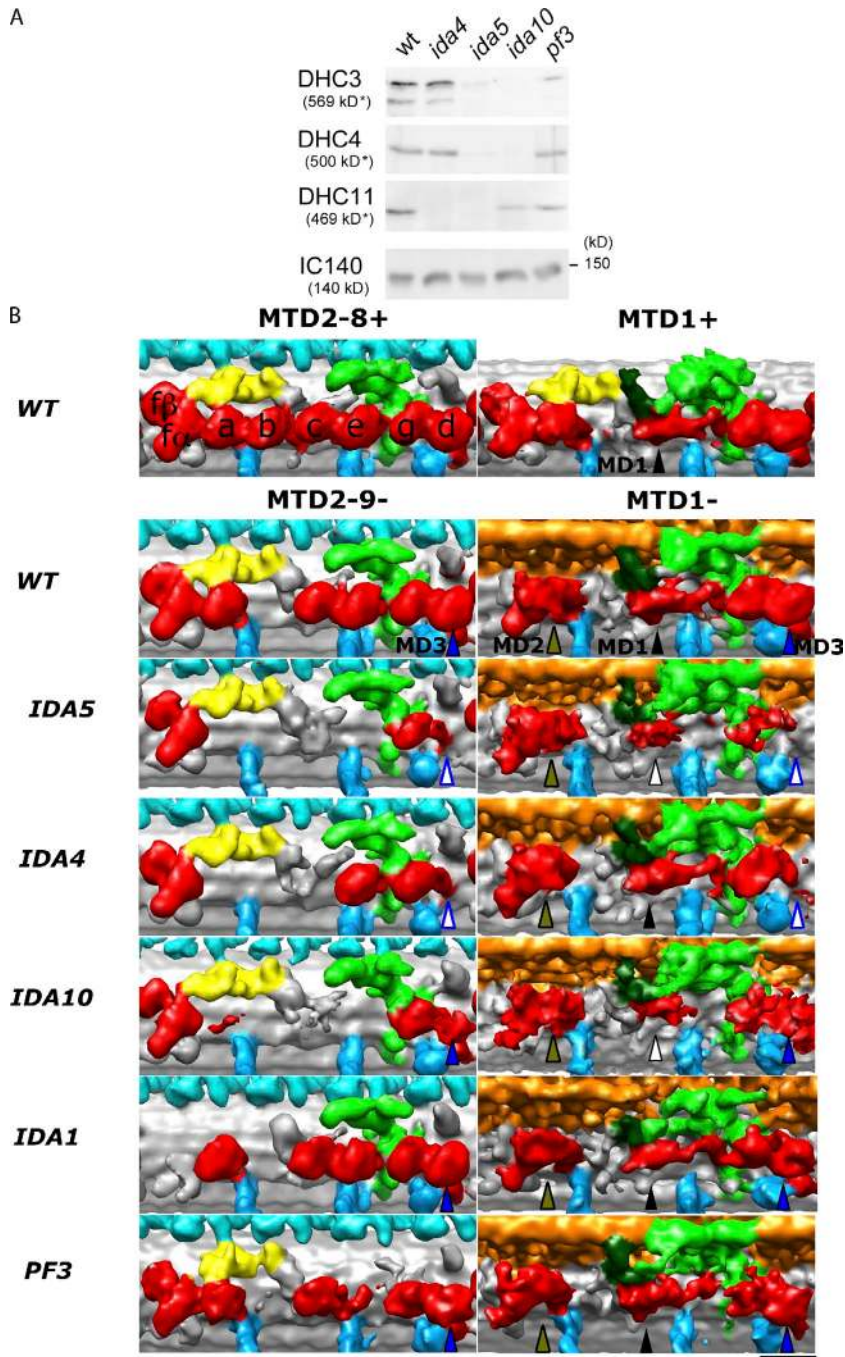 A
wt ida4 ida5 ida10 pf3
DHC3
(569 kD*)
DHC4
(500 kD*)
DHC11
(469 kD*)
(kD)
150
IC140
(140 kD)
B
MTD2-8+ MTD1+
WT
fβ
fα a b c e g d
MD1
MTD2-9- MTD1-
WT
MD3 MD2 MD1 MD3
IDA5
IDA4
IDA10
IDA1
PF3